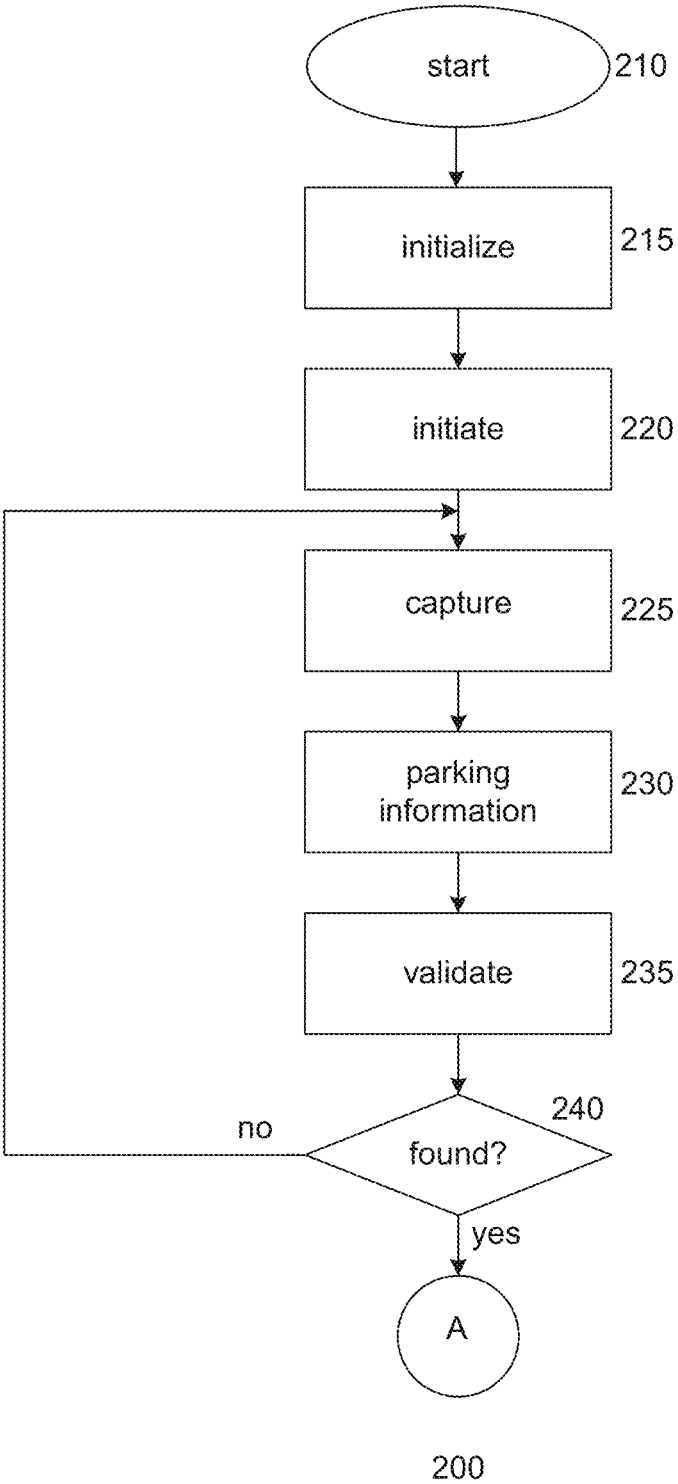 start
210
initialize
215
initiate
220
capture
225
parking
information
230
validate
235
240
found?
no
yes
A
200